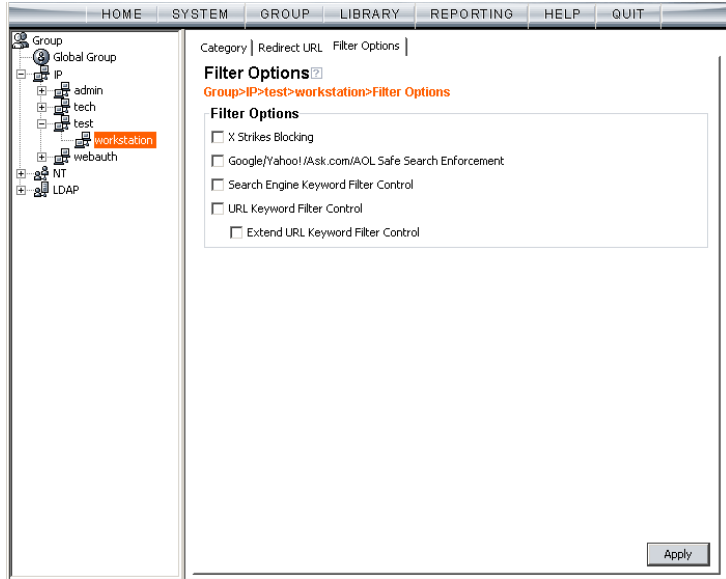 HOME SYSTEM GROUP LIBRARY REPORTING HELP QUIT
Group
Global Group
IP
admin
tech
test
workstation
webauth
NT
LDAP
Category Redirect URL Filter Options
Filter Options ?
Group>IP>test>workstation>Filter Options
Filter Options
X Strikes Blocking
Google/Yahoo!/Ask.com/AOL Safe Search Enforcement
Search Engine Keyword Filter Control
URL Keyword Filter Control
Extend URL Keyword Filter Control
Apply